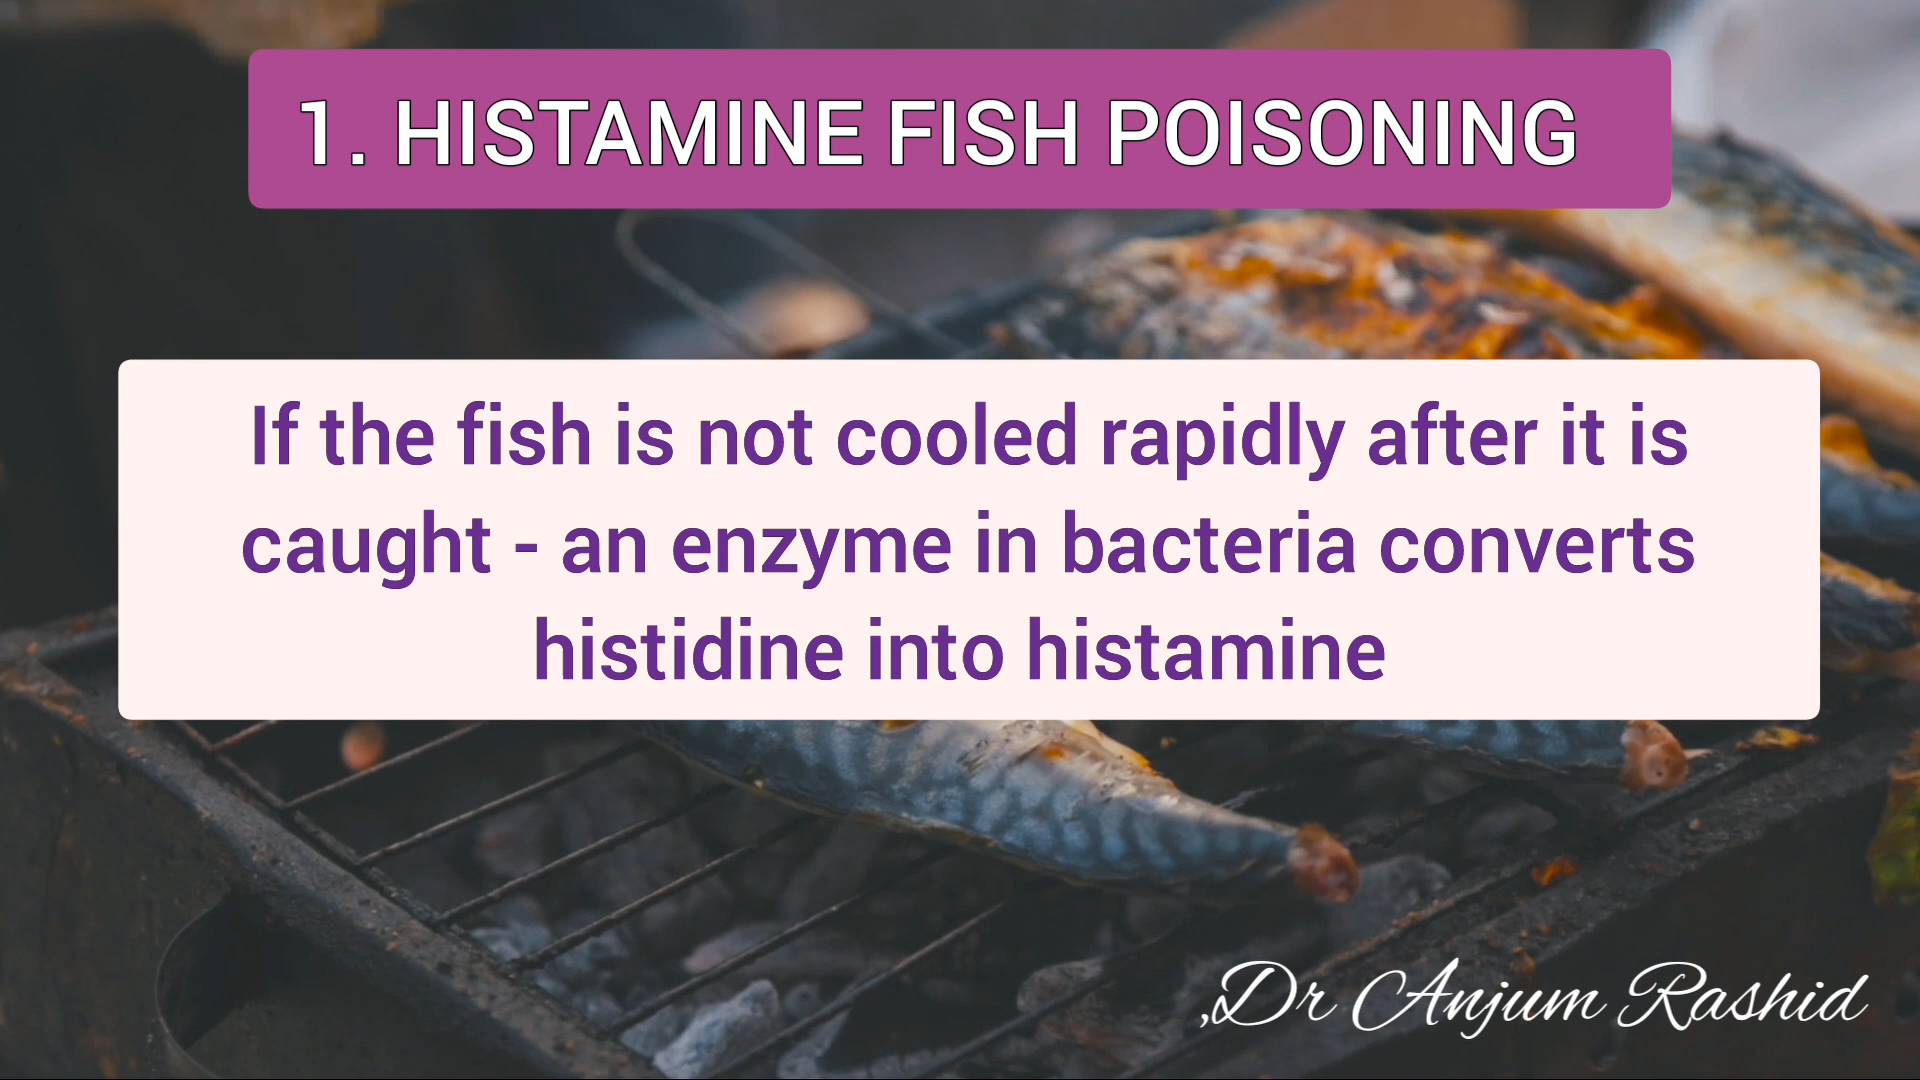 1. HISTAMINE FISH POISONING
If the fish is not cooled rapidly after it is
caught - an enzyme in bacteria converts
histidine into histamine
,Dr Anjum Rashid